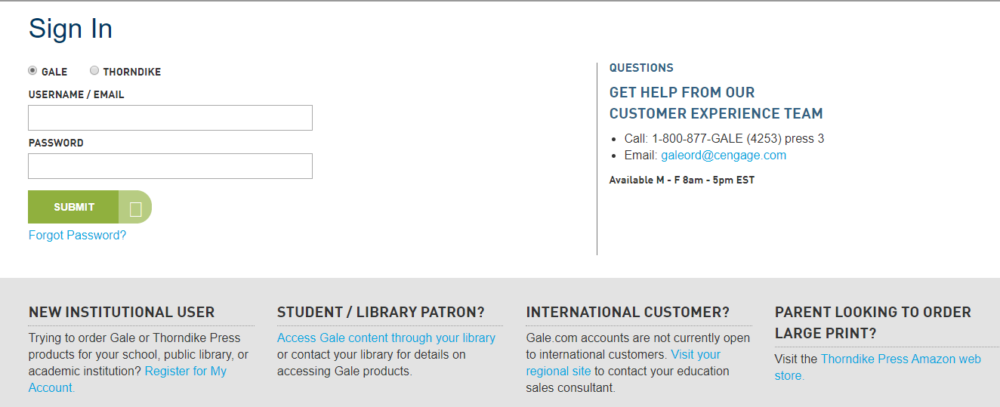 Sign In
GALE
THORNDIKE
USERNAME / EMAIL
PASSWORD
SUBMIT
Forgot Password?
QUESTIONS
GET HELP FROM OUR
CUSTOMER EXPERIENCE TEAM
• Call: 1-800-877-GALE (4253) press 3
• Email: galeord@cengage.com
Available M - F 8am - 5pm EST
NEW INSTITUTIONAL USER
Trying to order Gale or Thorndike Press
products for your school, public library, or
academic institution? Register for My
Account.
STUDENT / LIBRARY PATRON?
Access Gale content through your library
or contact your library for details on
accessing Gale products.
INTERNATIONAL CUSTOMER?
Gale.com accounts are not currently open
to international customers. Visit your
regional site to contact your education
sales consultant.
PARENT LOOKING TO ORDER
LARGE PRINT?
Visit the Thorndike Press Amazon web
store.